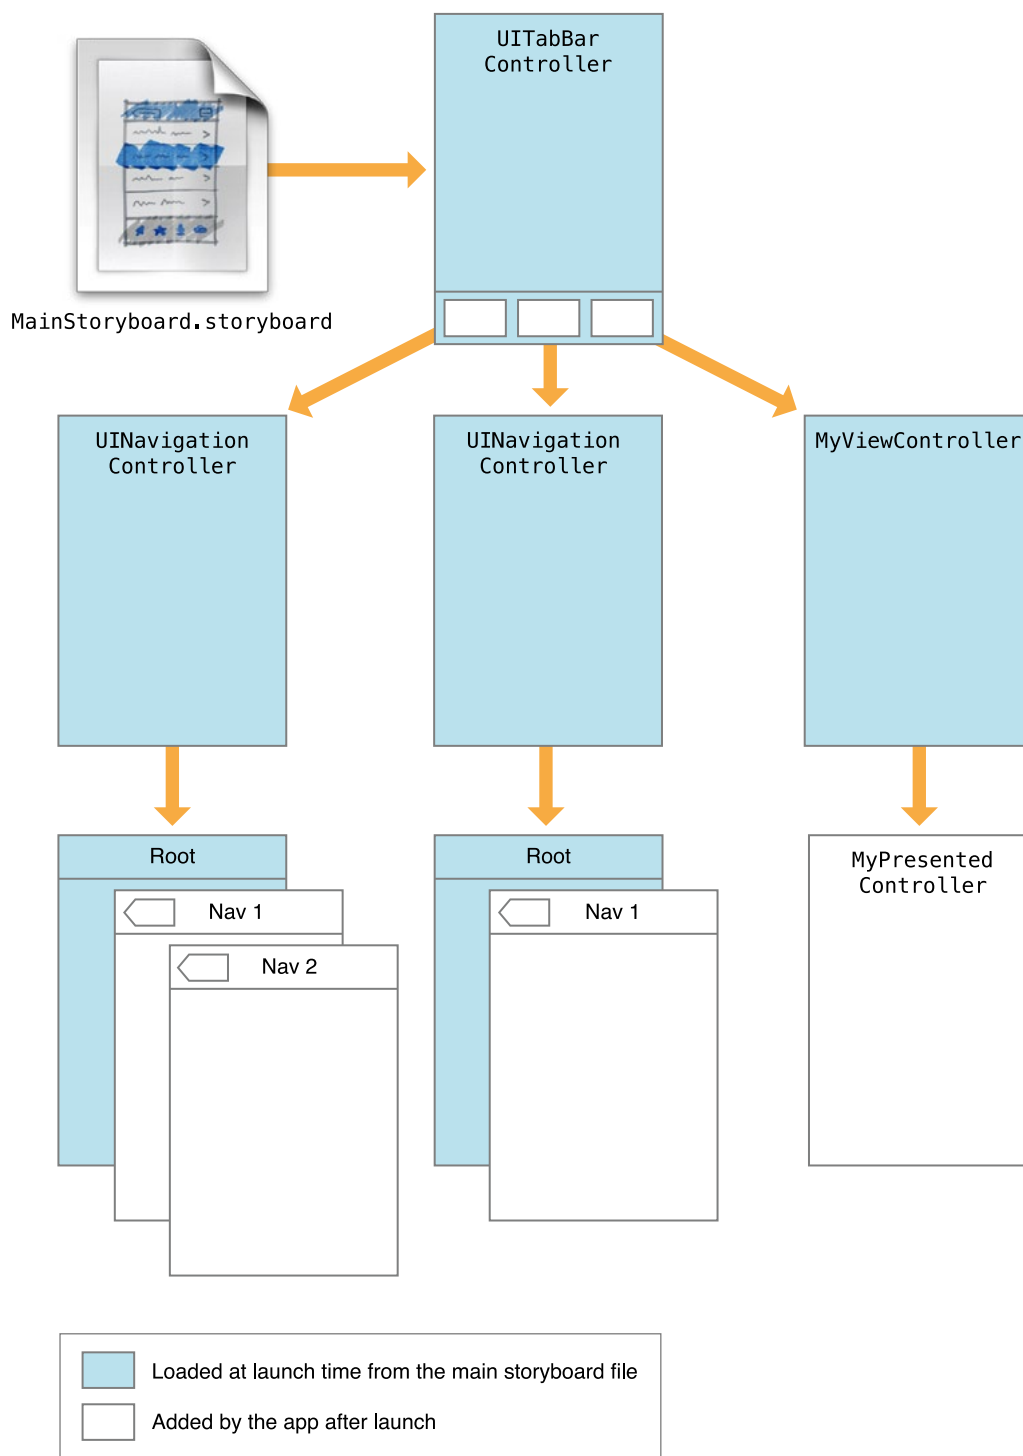 UITabBar
Controller
MainStoryboard.storyboard
UINavigation
Controller
UINavigation
Controller
MyViewController
Root
Nav 1
Nav 2
Root
Nav 1
MyPresented
Controller
Loaded at launch time from the main storyboard file
Added by the app after launch